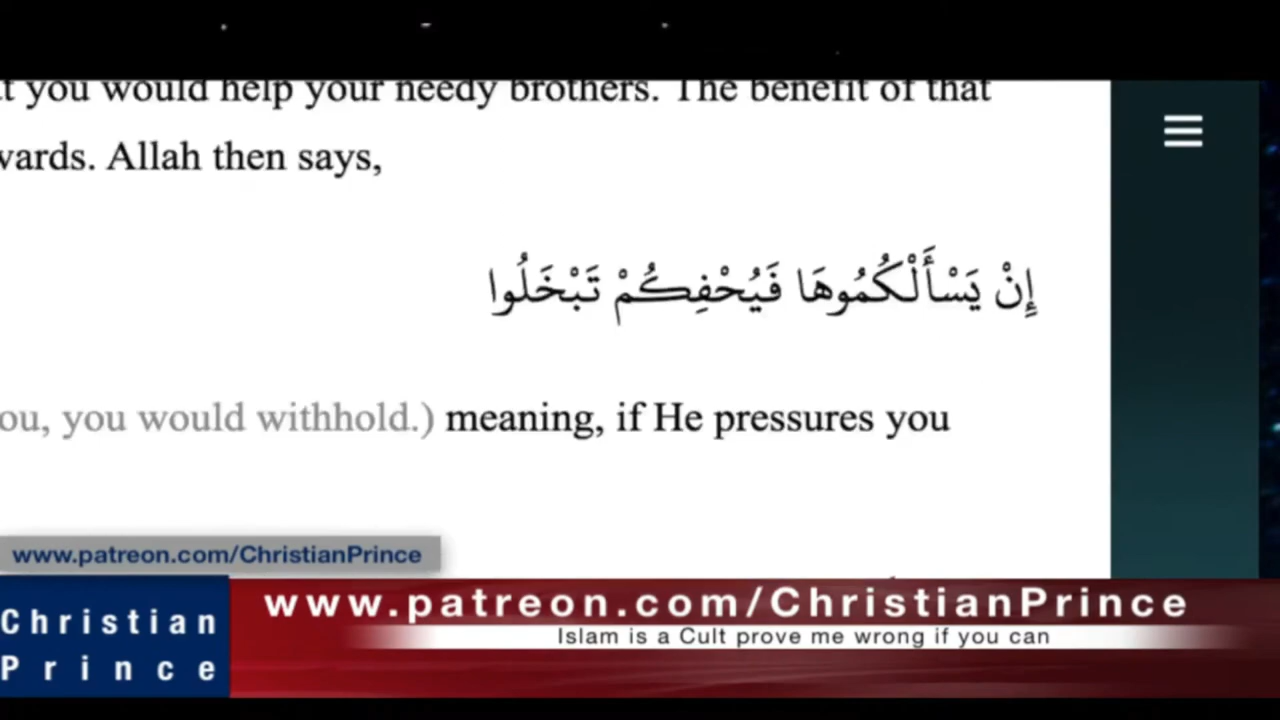 t you would help your needy brothers. The benefit of that
wards. Allah then says,
إِنْ يَسْأَلْكُمُوهَا فَيُحْفِكُمْ تَبْخَلُوا
ou, you would withhold.) meaning, if He pressures you
www.patreon.com/ChristianPrince
Christian
Prince
www.patreon.com/ChristianPrince
Islam is a Cult prove me wrong if you can